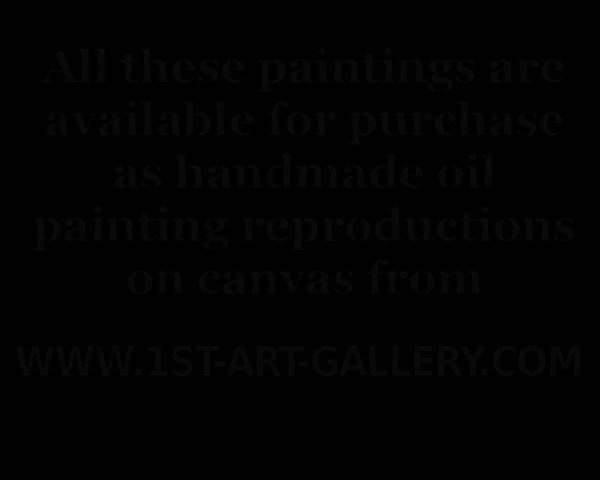 All these paintings are
available for purchase
as handmade oil
painting reproductions
on canvas from
WWW.1ST-ART-GALLERY.COM